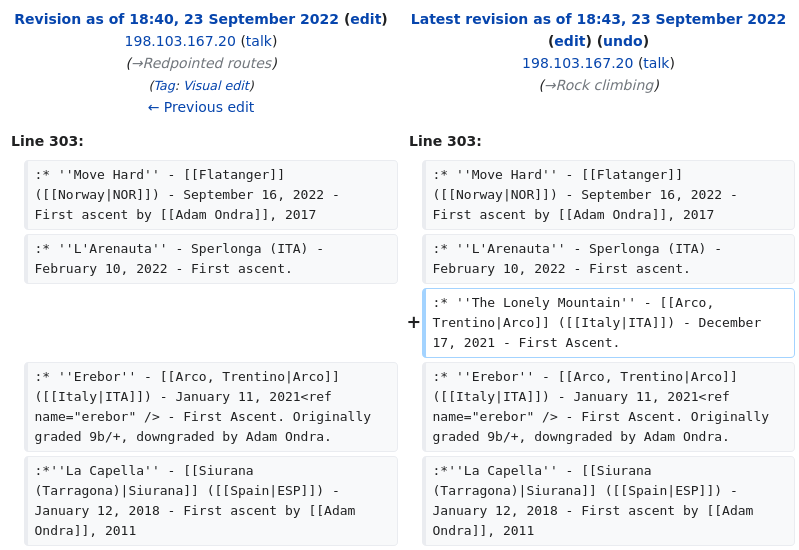 Revision as of 18:40, 23 September 2022 (edit)
198.103.167.20 (talk)
(→Redpointed routes)
(Tag: Visual edit)
← Previous edit
Latest revision as of 18:43, 23 September 2022
(edit) (undo)
198.103.167.20 (talk)
(→Rock climbing)
Line 303:
Line 303:
:* ''Move Hard'' - [[Flatanger]]
([[Norway|NOR]]) - September 16, 2022 -
First ascent by [[Adam Ondra]], 2017
:* ''Move Hard'' - [[Flatanger]]
([[Norway|NOR]]) - September 16, 2022 -
First ascent by [[Adam Ondra]], 2017
:* ''L'Arenauta'' - Sperlonga (ITA) -
February 10, 2022 - First ascent.
:* ''L'Arenauta'' - Sperlonga (ITA) -
February 10, 2022 - First ascent.
+
:* ''The Lonely Mountain'' - [[Arco,
Trentino|Arco]] ([[Italy|ITA]]) - December
17, 2021 - First Ascent.
:* ''Erebor'' - [[Arco, Trentino|Arco]]
([[Italy|ITA]]) - January 11, 2021<ref
name="erebor" /> - First Ascent. Originally
graded 9b/+, downgraded by Adam Ondra.
:* ''Erebor'' - [[Arco, Trentino|Arco]]
([[Italy|ITA]]) - January 11, 2021<ref
name="erebor" /> - First Ascent. Originally
graded 9b/+, downgraded by Adam Ondra.
:*''La Capella'' - [[Siurana
(Tarragona)|Siurana]] ([[Spain|ESP]]) -
January 12, 2018 - First ascent by [[Adam
Ondra]], 2011
:*''La Capella'' - [[Siurana
(Tarragona)|Siurana]] ([[Spain|ESP]]) -
January 12, 2018 - First ascent by [[Adam
Ondra]], 2011